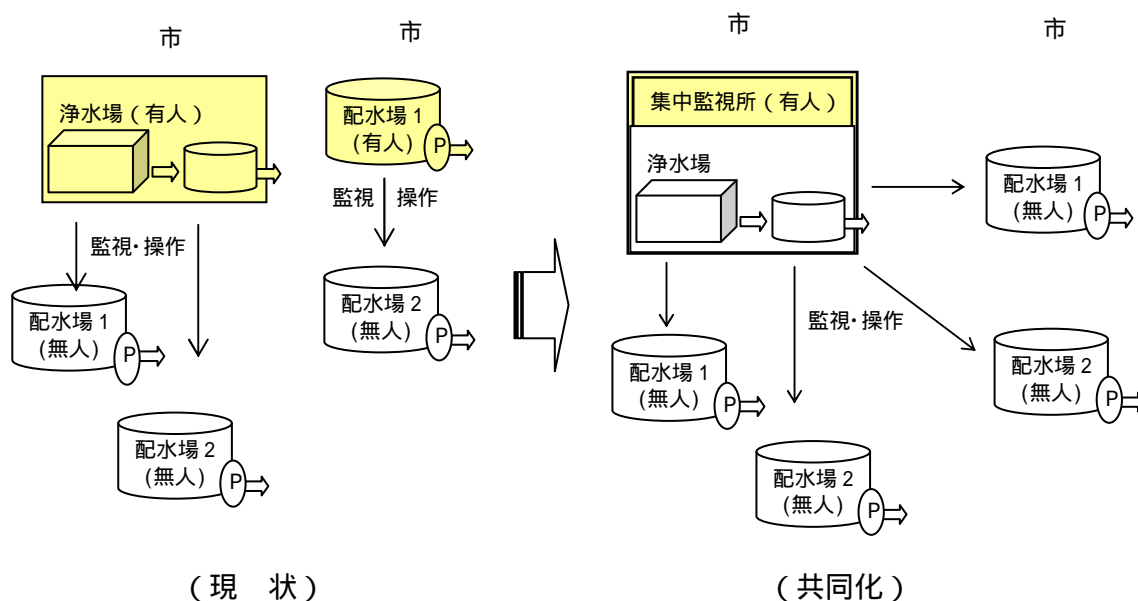 市
市
浄水場（有人）
配水場１
(有人)
P
監視
操作
監視･操作
配水場１
(無人)
P
配水場２
(無人)
P
配水場２
(無人)
P
（現　状）
市
市
集中監視所（有人）
浄水場
配水場１
(無人)
P
監視･操作
配水場１
(無人)
P
配水場２
(無人)
P
配水場２
(無人)
P
（共同化）